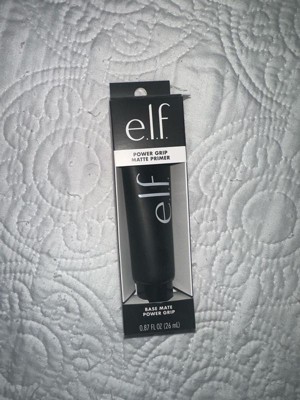 e.l.f.
POWER GRIP
MATTE PRIMER
e.l.f.
BASE MATE
POWER GRIP
0.87 FL OZ (26 mL)